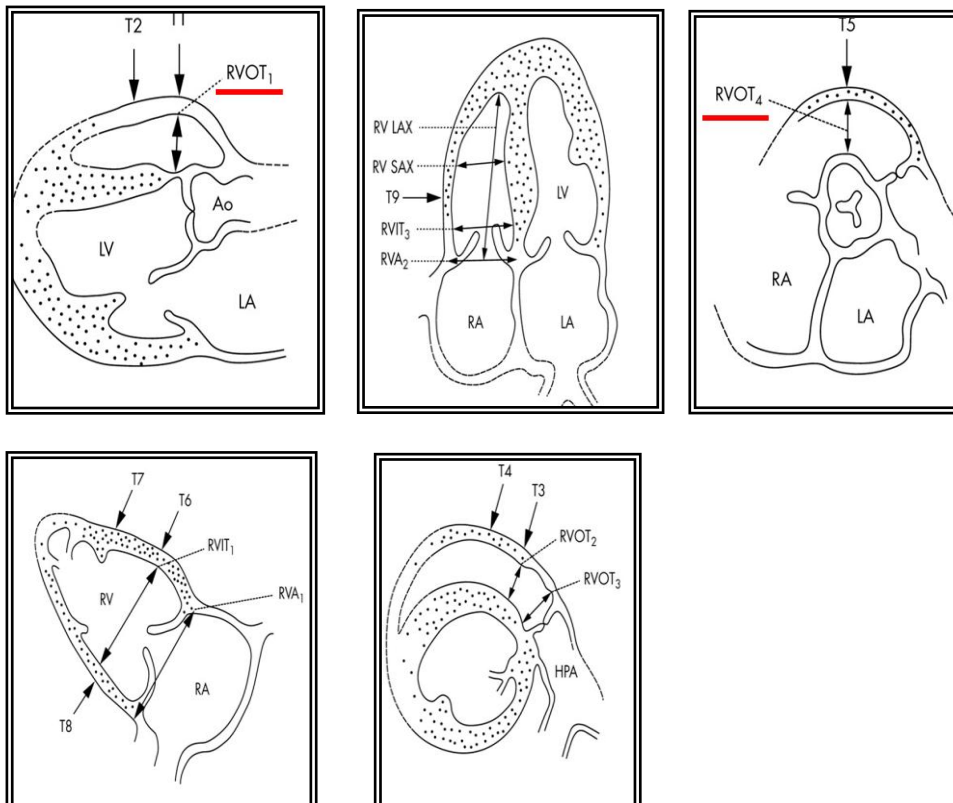 T2
RVOT1
Ao
LV
LA
RV LAX
RV SAX
T9
LV
RVIT3
RVA2
RA
LA
T5
RVOT4
RA
LA
T7
T6
RVIT1
RV
RVA1
RA
T8
T4
T3
RVOT2
RVOT3
HPA